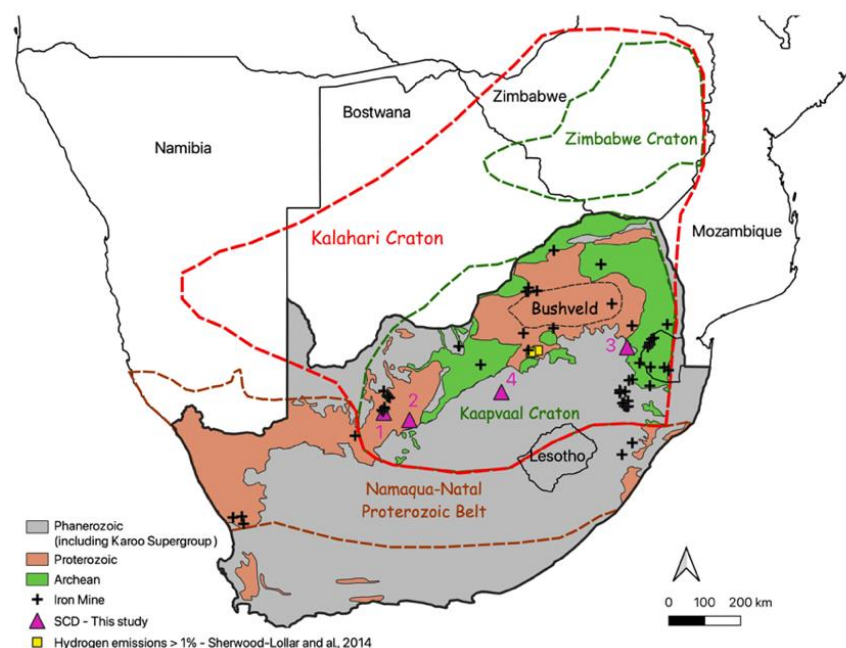 Zimbabwe
Bostwana
Namibia
Zimbabwe Craton
Mozambique
Kalahari Craton
Bushveld
3
4
2
Kaapvaal Craton
1
Lesotho
Namaqua-Natal
Proterozoic Belt
Phanerozoic
(including Karoo Supergroup)
Proterozoic
Archean
Iron Mine
SCD - This study
Hydrogen emissions > 1% - Sherwood-Lollar and al., 2014
0 100 200 km